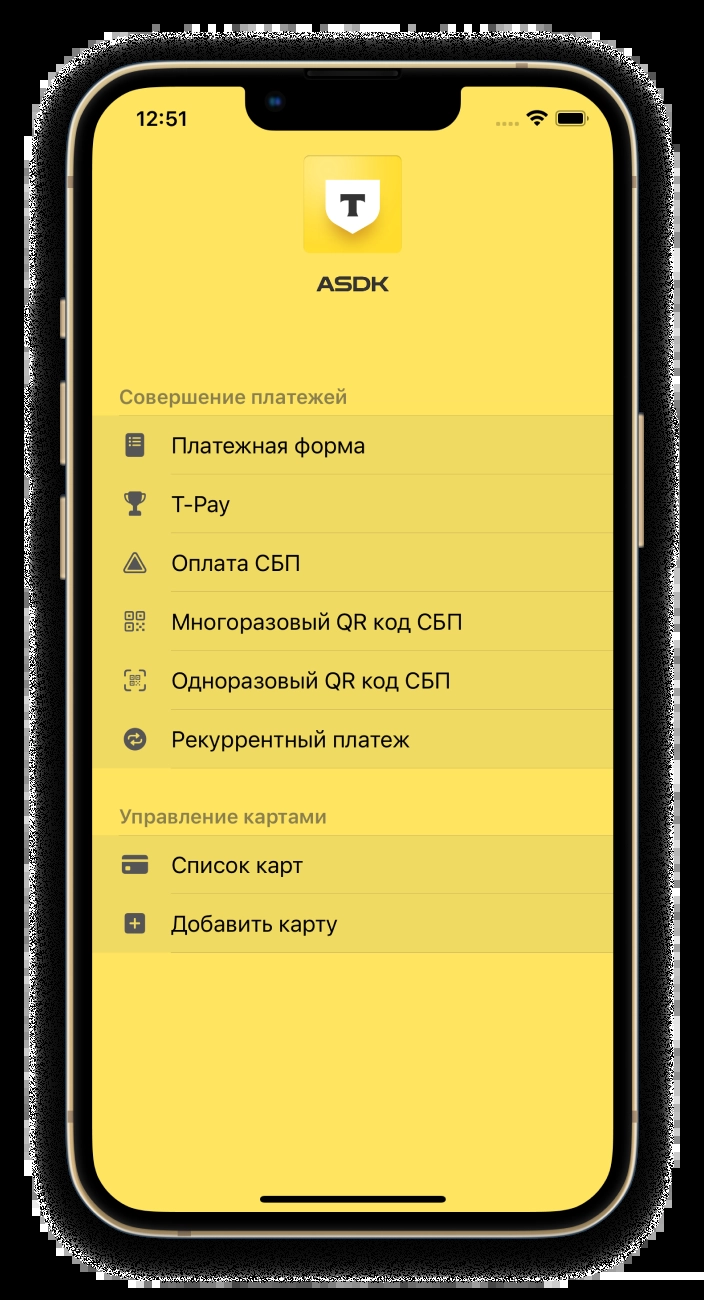 12:51
T
ASDK
Совершение платежей
Платежная форма
T-Pay
Оплата СБП
Многоразовый QR код СБП
Одноразовый QR код СБП
Рекуррентный платеж
Управление картами
Список карт
Добавить карту